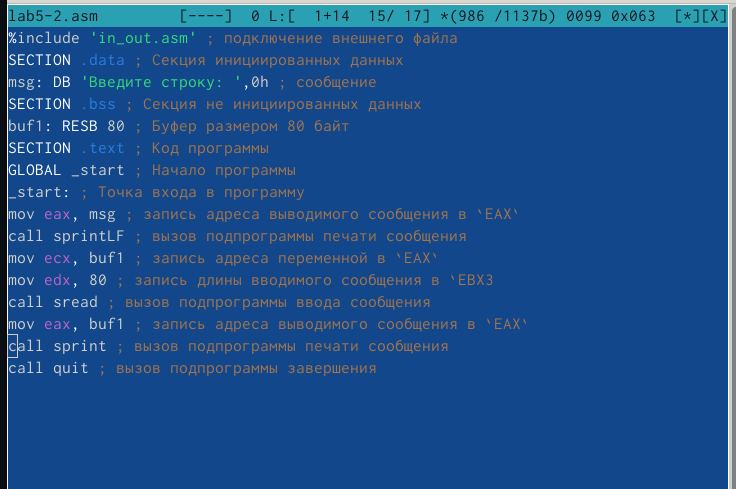 lab5-2.asm [----] 0 L:[ 1+14 15/ 17] *(986 /1137b) 0099 0x063 [*][X]
%include 'in_out.asm' ; подключение внешнего файла
SECTION .data ; Секция инициированных данных
msg: DB 'Введите строку: ',0h ; сообщение
SECTION .bss ; Секция не инициированных данных
buf1: RESB 80 ; Буфер размером 80 байт
SECTION .text ; Код программы
GLOBAL _start ; Начало программы
_start: ; Точка входа в программу
mov eax, msg ; запись адреса выводимого сообщения в `EAX`
call sprintLF ; вызов подпрограммы печати сообщения
mov ecx, buf1 ; запись адреса переменной в `EAX`
mov edx, 80 ; запись длины вводимого сообщения в `EBX3
call sread ; вызов подпрограммы ввода сообщения
mov eax, buf1 ; запись адреса выводимого сообщения в `EAX`
call sprint ; вызов подпрограммы печати сообщения
call quit ; вызов подпрограммы завершения